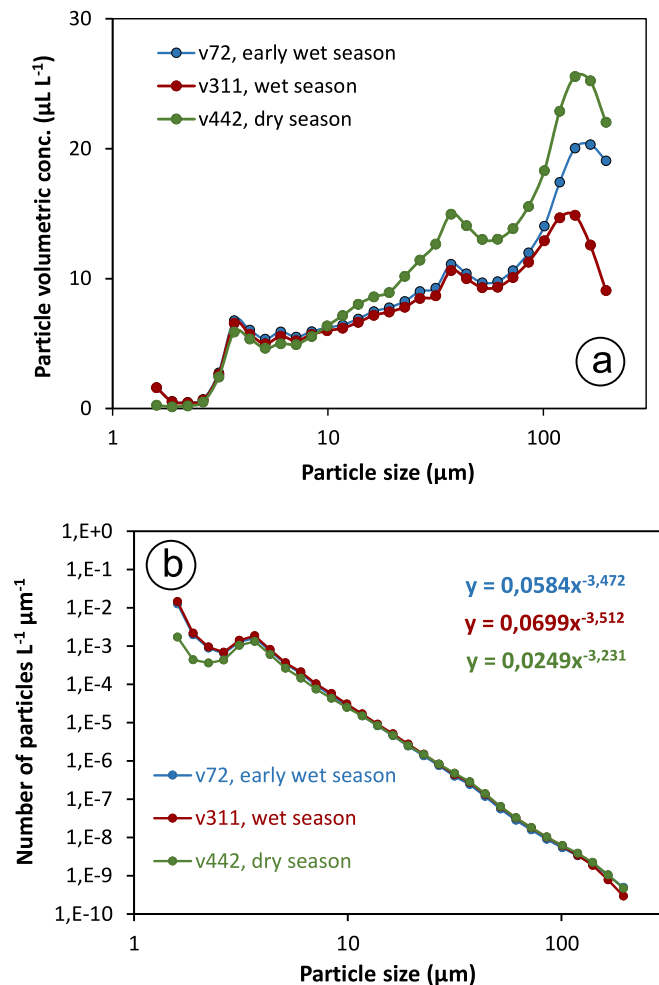 30
20
10
0
Particle volumetric conc. (µL L⁻¹)
v72, early wet season
v311, wet season
v442, dry season
a
1
10
100
Particle size (µm)
1,E+0
1,E-1
1,E-2
1,E-3
1,E-4
1,E-5
1,E-6
1,E-7
1,E-8
1,E-9
1,E-10
Number of particles L⁻¹ µm⁻¹
b
y = 0,0584x⁻³,⁴⁷²
y = 0,0699x⁻³,⁵¹²
y = 0,0249x⁻³,²³¹
v72, early wet season
v311, wet season
v442, dry season
1
10
100
Particle size (µm)